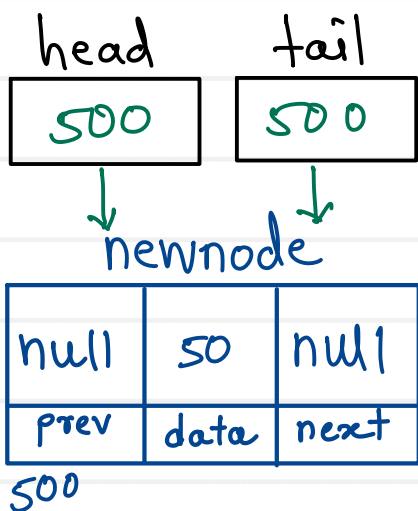 head tail
500 500
newnode
null 50 null
prev data next
500